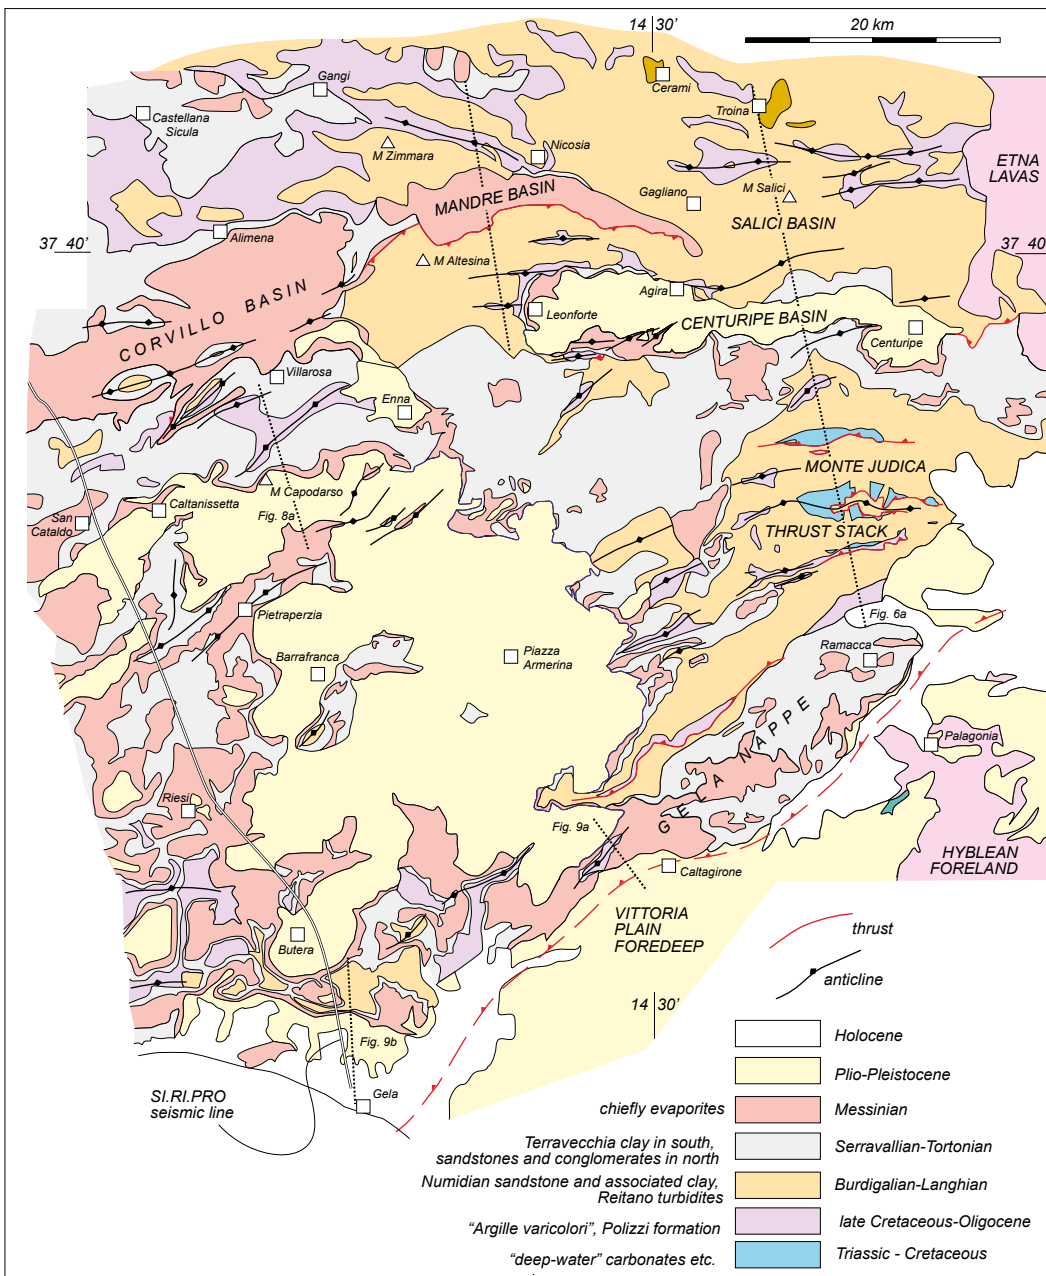 14 30’
20 km
Gangi
Cerami
Castellana
Sicula
Troina
ETNA
LAVAS
M Zimmara
Nicosia
M Salici
Gagliano
MANDRE BASIN
SALICI BASIN
37 40’
Alimena
37 40’
M Altesina
Agira
CORVILLO BASIN
Leonforte
CENTURIPE BASIN
Centuripe
Villarosa
Enna
MONTE JUDICA
M Capodarso
Caltanissetta
San
Cataldo
Fig. 8a
THRUST STACK
Pietraperzia
Fig. 6a
Barrafranca
Piazza
Armerina
Ramacca
GELA NAPPE
Palagonia
Riesi
Fig. 9a
Caltagirone
HYBLEAN
FORELAND
VITTORIA
PLAIN
FOREDEEP
thrust
Butera
anticline
14 30’
Holocene
Fig. 9b
Plio-Pleistocene
SI.RI.PRO
seismic line
Gela
chiefly evaporites
Messinian
Terravecchia clay in south,
sandstones and conglomerates in north
Serravallian-Tortonian
Numidian sandstone and associated clay,
Reitano turbidites
Burdigalian-Langhian
“Argille varicolori”, Polizzi formation
late Cretaceous-Oligocene
“deep-water” carbonates etc.
Triassic - Cretaceous